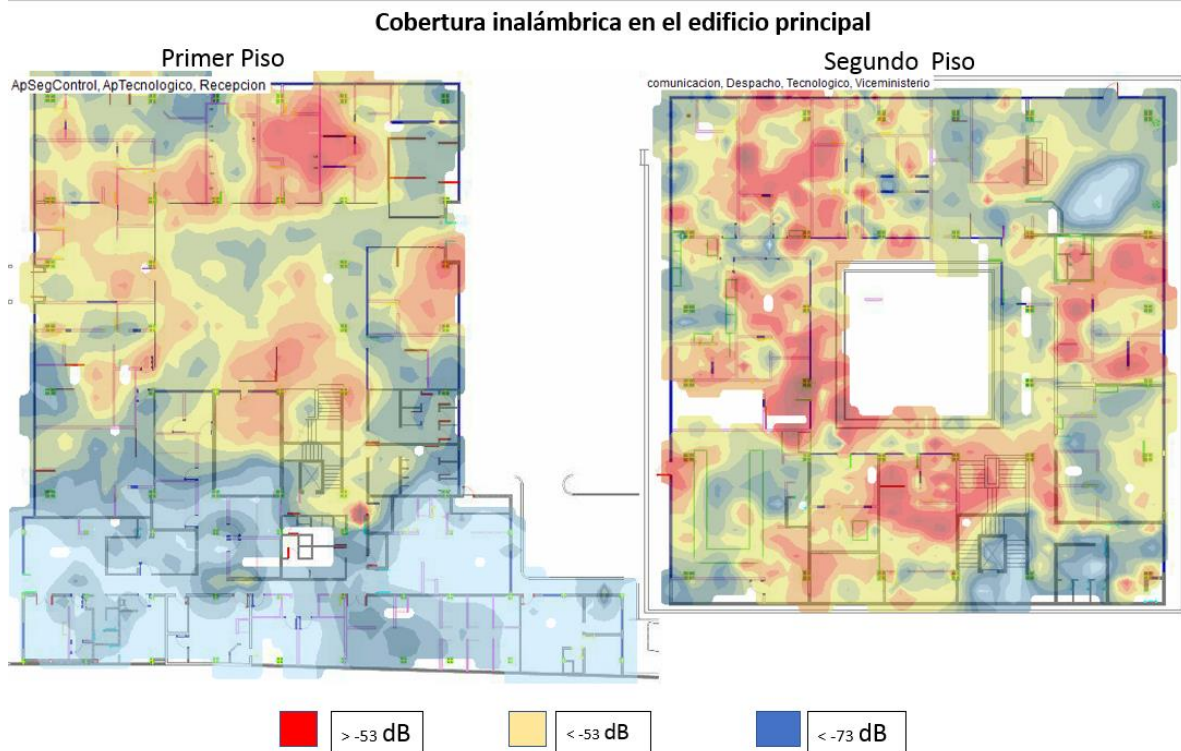 Cobertura inalámbrica en el edificio principal
Primer Piso
ApSegControl, ApTecnologico, Recepcion
Segundo Piso
comunicacion, Despacho, Tecnologico, Viceministerio
> -53 dB
< -53 dB
< -73 dB